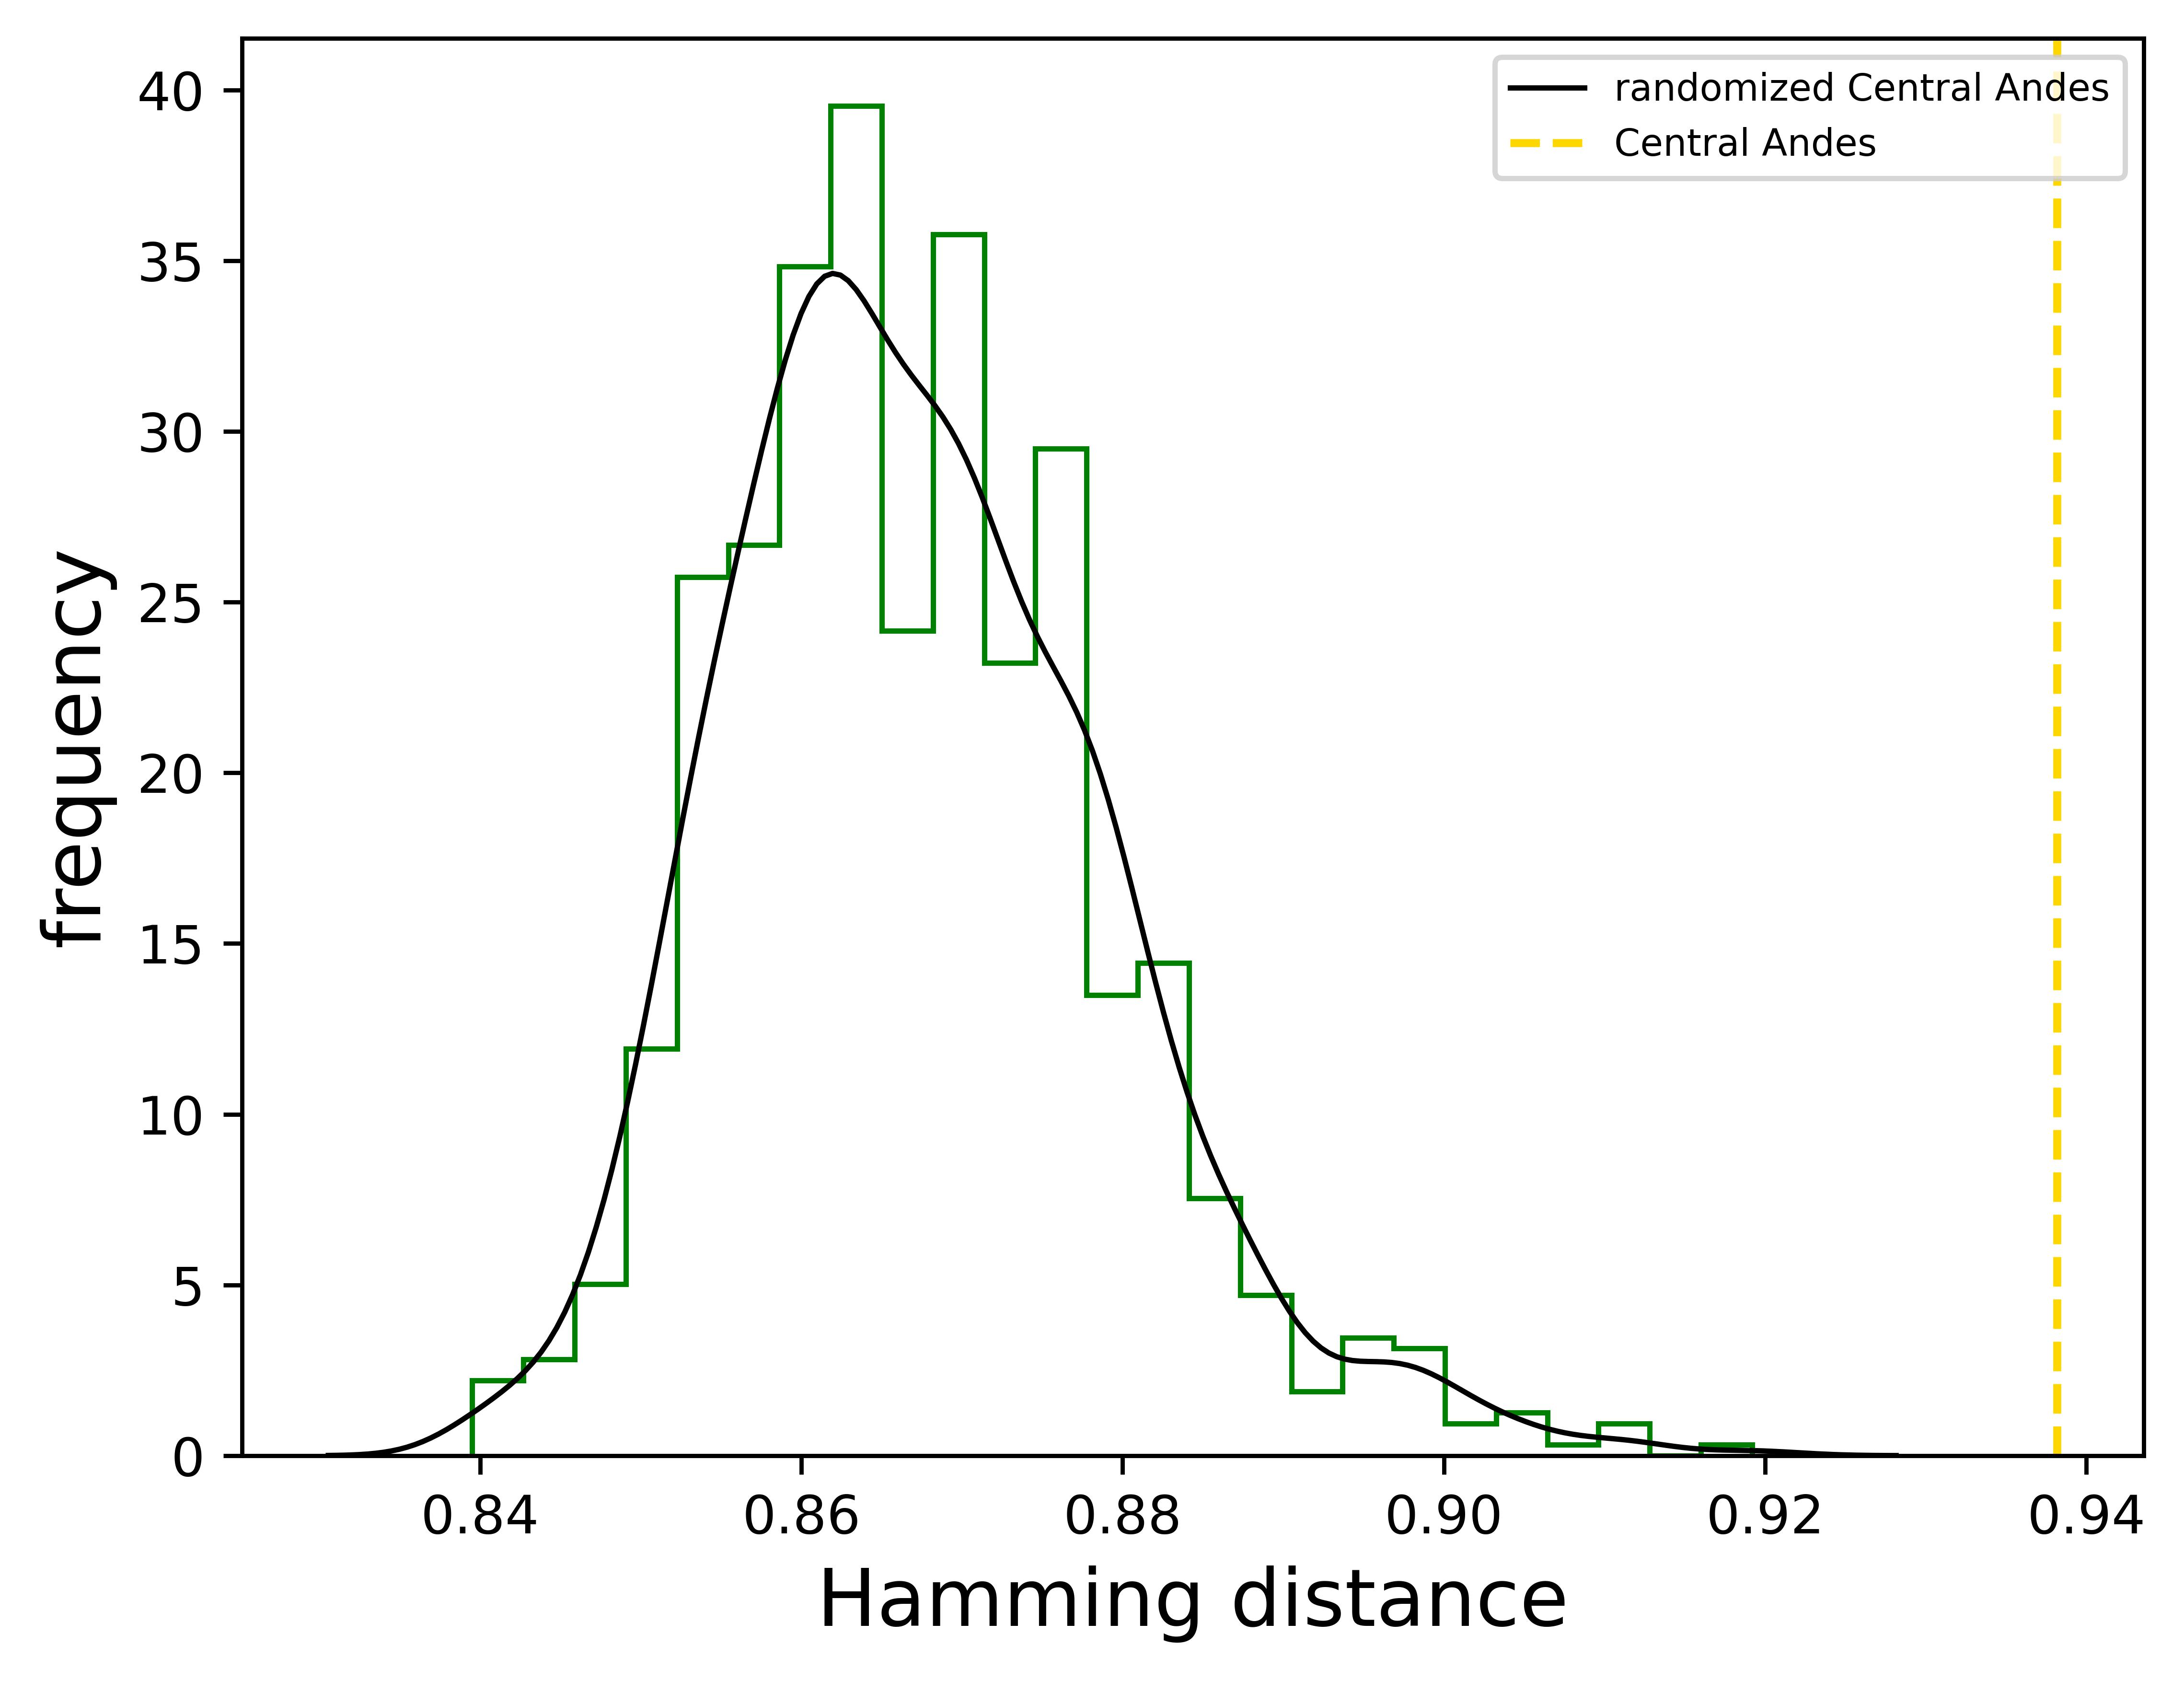 randomized Central Andes
Central Andes
40
35
30
25
20
15
10
5
0
frequency
0.84 0.86 0.88 0.90 0.92 0.94
Hamming distance